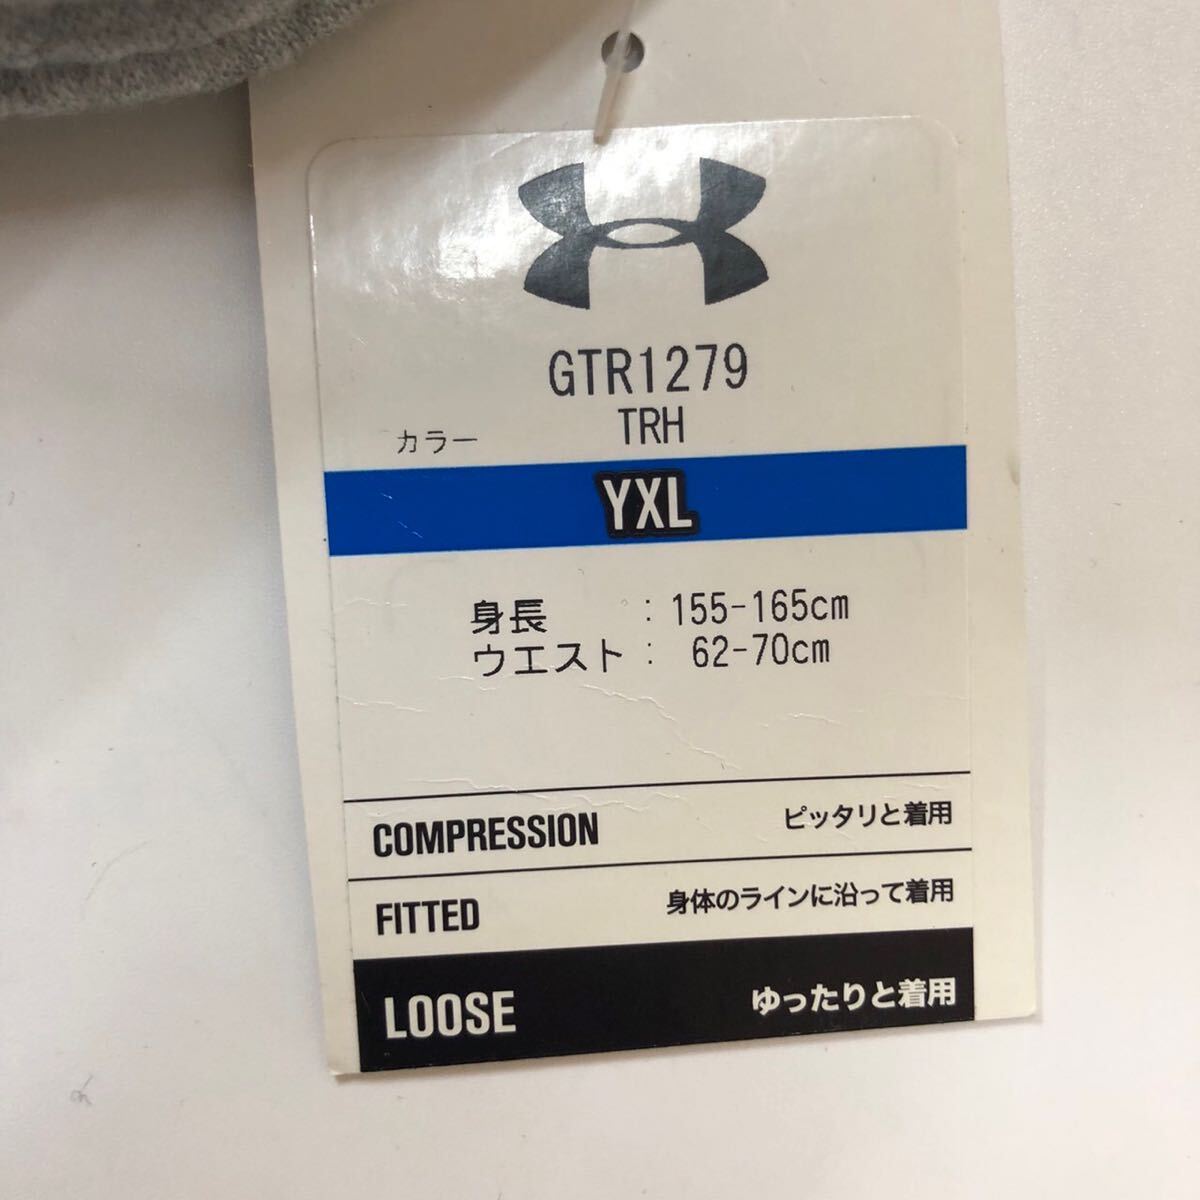 GTR1279
カラー TRH
YXL
身長 : 155-165cm
ウエスト : 62-70cm
COMPRESSION ピッタリと着用
FITTED 身体のラインに沿って着用
LOOSE ゆったりと着用